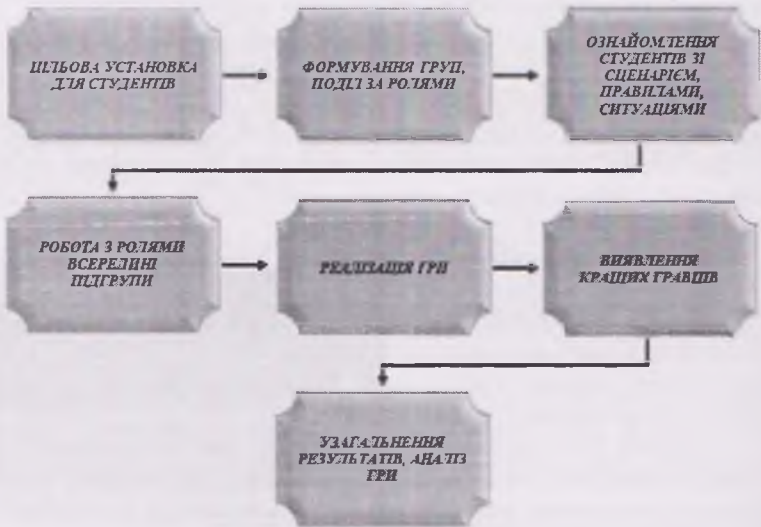 ЦІЛЬОВА УСТАНОВКА
ДЛЯ СТУДЕНТІВ
ФОРМУВАННЯ ГРУП,
ПОДІЛ ЗА РОЛЯМИ
ОЗНАЙОМЛЕННЯ
СТУДЕНТІВ ЗІ
СЦЕНАРІЄМ,
ПРАВИЛАМИ,
СИТУАЦІЯМИ
РОБОТА З РОЛЯМИ
ВСЕРЕДИНІ
ПІДГРУПИ
РЕАЛІЗАЦІЯ ГРИ
ВИЯВЛЕННЯ
КРАЩИХ ГРАВЦІВ
УЗАГАЛЬНЕННЯ
РЕЗУЛЬТАТІВ, АНАЛІЗ
ГРИ